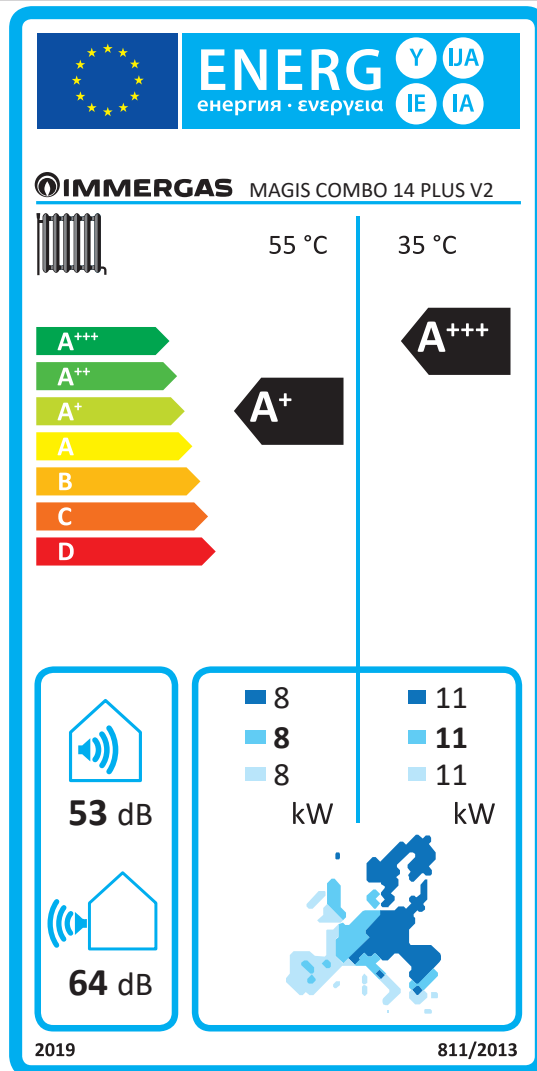 ENERG Y IJA
енергия · ενεργεια IE IA
IMMERGAS MAGIS COMBO 14 PLUS V2
55 °C 35 °C
A+++
A+++
A++
A+
A+
A
B
C
D
8 11
8 11
8 11
kW kW
53 dB
64 dB
2019 811/2013